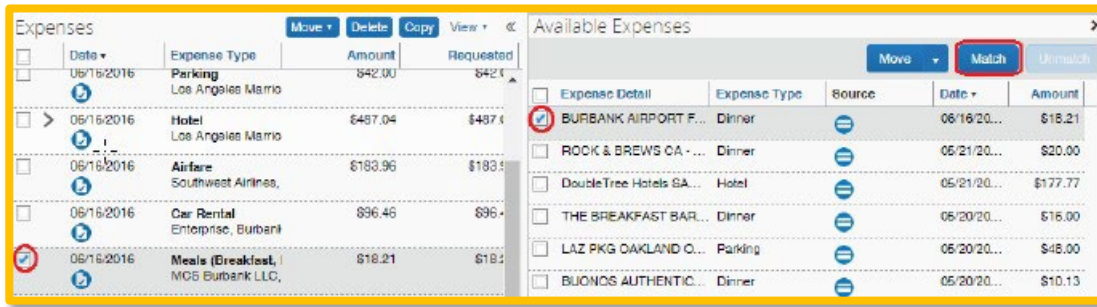 Expenses Move Delete Copy View «
Date Expense Type Amount Requested
06/16/2016 Parking $42.00
Los Angeles Marrio
06/16/2016 Hotel $487.04
Los Angeles Marrio
06/16/2016 Airfare $183.96
Southwest Airlines,
06/16/2016 Car Rental $96.46
Enterprise, Burbank
06/16/2016 Meals (Breakfast, $18.21
MCS Burbank LLC,
Available Expenses
Move Match Unmatch
Expense Detail Expense Type Source Date Amount
BURBANK AIRPORT F... Dinner 06/16/20... $18.21
ROCK & BREWS CA - ... Dinner 05/21/20... $20.00
DoubleTree Hotels SA... Hotel 05/21/20... $177.77
THE BREAKFAST BAR... Dinner 05/20/20... $16.00
LAZ PKG OAKLAND O... Parking 05/20/20... $48.00
BUONOS AUTHENTIC... Dinner 05/20/20... $10.13